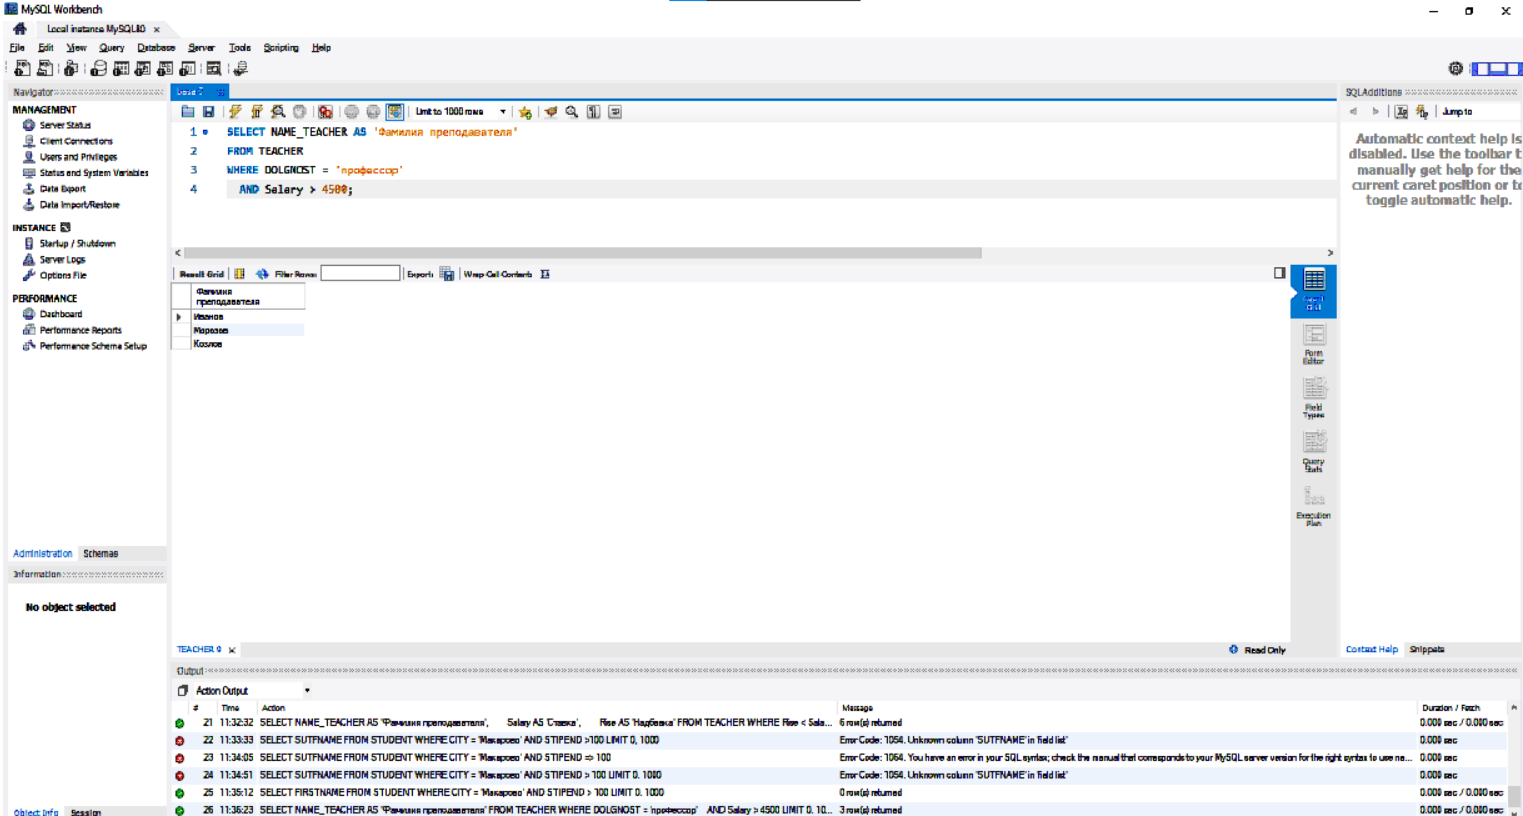 MySQL Workbench
Local instance MySQL80 ×
File Edit View Query Database Server Tools Scripting Help
Navigator
SQLAdditions
MANAGEMENT
Server Status
Client Connections
Users and Privileges
Status and System Variables
Data Export
Data Import/Restore
INSTANCE
Startup / Shutdown
Server Logs
Options File
PERFORMANCE
Dashboard
Performance Reports
Performance Schema Setup
Administration Schemas
Information
No object selected
Object Info Session
Limit to 1000 rows
1 SELECT NAME_TEACHER AS 'Фамилия преподавателя'
2 FROM TEACHER
3 WHERE DOLGNOST = 'профессор'
4 AND Salary > 4500;
Result Grid Filter Rows: Export: Wrap Cell Content: IA
Фамилия
преподавателя
Иванов
Морозов
Козлов
Result
Grid
Form
Editor
Field
Types
Query
Stats
Execution
Plan
Jump to
Automatic context help is
disabled. Use the toolbar t
manually get help for the
current caret position or to
toggle automatic help.
TEACHER 9 ×
Read Only
Context Help Snippets
Output
Action Output
# Time Action Message Duration / Fetch
21 11:32:32 SELECT NAME_TEACHER AS 'Фамилия преподавателя', Salary AS 'Ставка', Rise AS 'Надбавка' FROM TEACHER WHERE Rise < Sala... 6 row(s) returned 0.000 sec / 0.000 sec
22 11:33:33 SELECT SUTFNAME FROM STUDENT WHERE CITY = 'Макарово' AND STIPEND >100 LIMIT 0, 1000 Error Code: 1054. Unknown column 'SUTFNAME' in 'field list' 0.000 sec
23 11:34:05 SELECT SUTFNAME FROM STUDENT WHERE CITY = 'Макарово' AND STIPEND => 100 Error Code: 1064. You have an error in your SQL syntax; check the manual that corresponds to your MySQL server version for the right syntax to use ne... 0.000 sec
24 11:34:51 SELECT SUTFNAME FROM STUDENT WHERE CITY = 'Макарово' AND STIPEND > 100 LIMIT 0, 1000 Error Code: 1054. Unknown column 'SUTFNAME' in 'field list' 0.000 sec
25 11:35:12 SELECT FIRSTNAME FROM STUDENT WHERE CITY = 'Макарово' AND STIPEND > 100 LIMIT 0, 1000 0 row(s) returned 0.000 sec / 0.000 sec
26 11:36:23 SELECT NAME_TEACHER AS 'Фамилия преподавателя' FROM TEACHER WHERE DOLGNOST = 'профессор' AND Salary > 4500 LIMIT 0, 10... 3 row(s) returned 0.000 sec / 0.000 sec